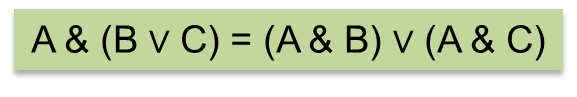 A & (B ∨ C) = (A & B) ∨ (A & C)